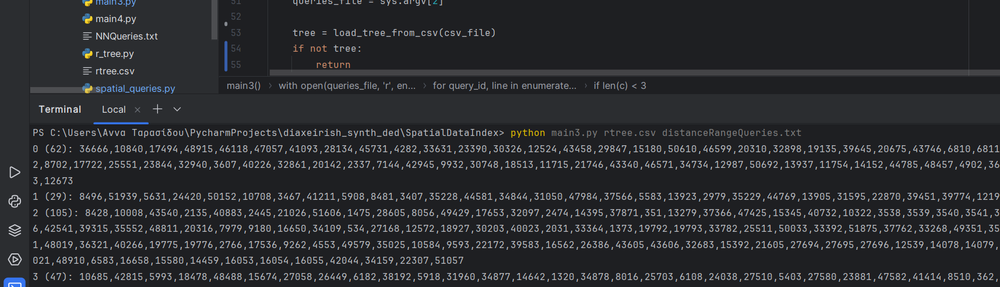 main3.py
main4.py
NNQueries.txt
r_tree.py
rtree.csv
spatial_queries.py
51 queries_file = sys.argv[2]
52
53 tree = load_tree_from_csv(csv_file)
54 if not tree:
55 return
main3() > with open(queries_file, 'r', en... > for query_id, line in enumerate... > if len(c) < 3
Terminal Local × +
PS C:\Users\Αννα Ταρασίδου\PycharmProjects\diaxeirish_synth_ded\SpatialDataIndex> python main3.py rtree.csv distanceRangeQueries.txt
0 (62): 36666,10840,17494,48915,46118,47057,41093,28134,45731,4282,33631,23390,30326,12524,43458,29847,15180,50610,46599,20310,32898,19135,39645,20675,43746,6810,6811
2,8702,17722,25551,23844,32940,3607,40226,32861,20142,2337,7144,42945,9932,30748,18513,11715,21746,43340,46571,34734,12987,50692,13937,11754,14152,44785,48457,4902,36
3,12673
1 (29): 8496,51939,5631,24420,50152,10708,3467,41211,5908,8481,3407,35228,44581,34844,31050,47984,37566,5583,13923,2979,35229,44769,13905,31595,22870,39451,39774,1219
2 (105): 8428,10008,43540,2135,40883,2445,21026,51606,1475,28605,8056,49429,17653,32097,2474,14395,37871,351,13279,37366,47425,15345,40732,10322,3538,3539,3540,3541,3
6,42541,39315,35552,48811,20316,7979,9180,16650,34109,534,27168,12572,18927,30203,40023,2031,33364,1373,19792,19793,33782,25511,50033,33392,51875,37762,33268,49351,35
1,48019,36321,40266,19775,19776,2766,17536,9262,4553,49579,35025,10584,9593,22172,39583,16562,26386,43605,43606,32683,15392,21605,27694,27695,27696,12539,14078,14079,
021,48910,6583,16658,15580,14459,16053,16054,16055,42044,34159,22307,51057
3 (47): 10685,42815,5993,18478,48488,15674,27058,26449,6182,38192,5918,31960,34877,14642,1320,34878,8016,25703,6108,24038,27510,5403,27580,23881,47582,41414,8510,362,